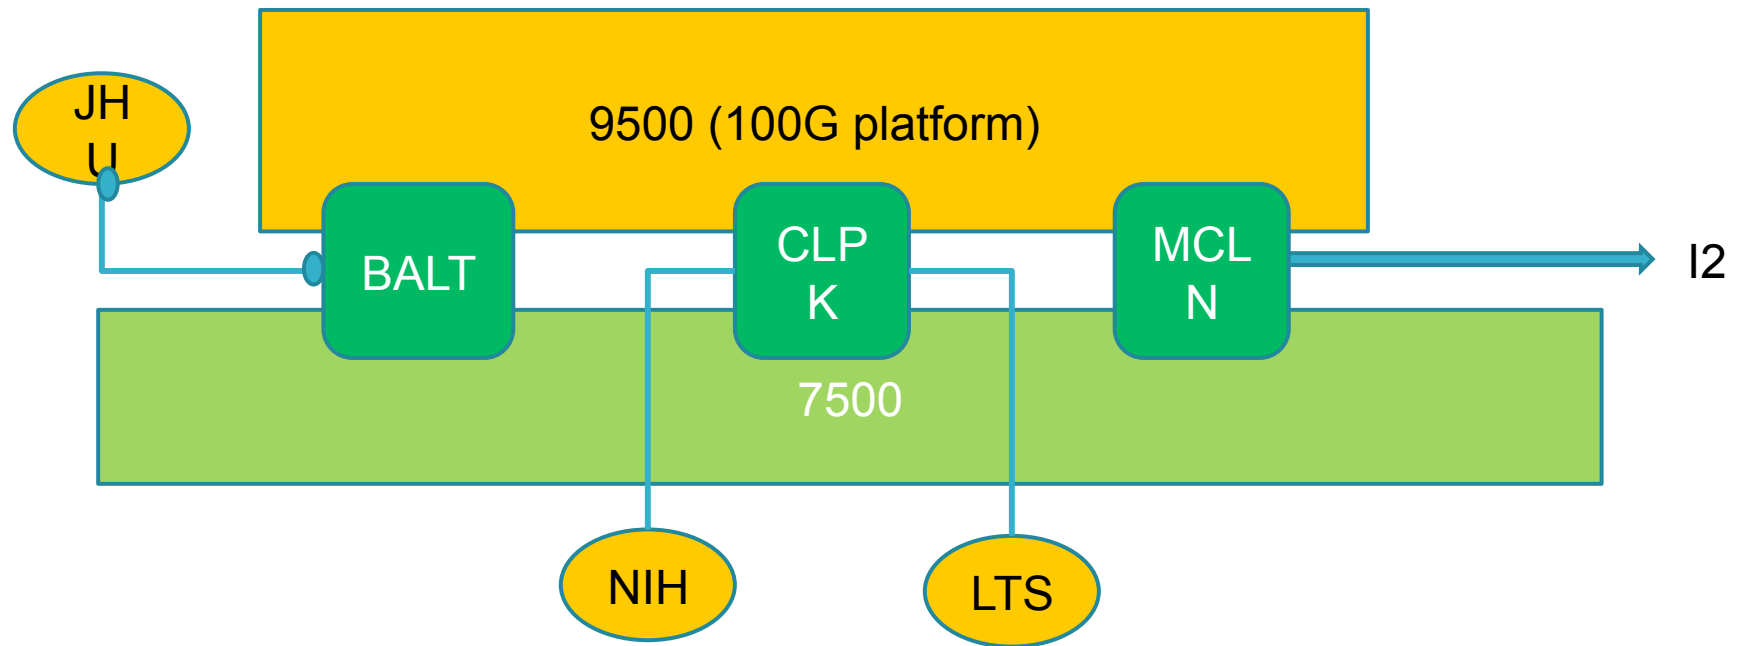 JH
U
9500 (100G platform)
BALT
CLP
K
MCL
N
I2
7500
NIH
LTS